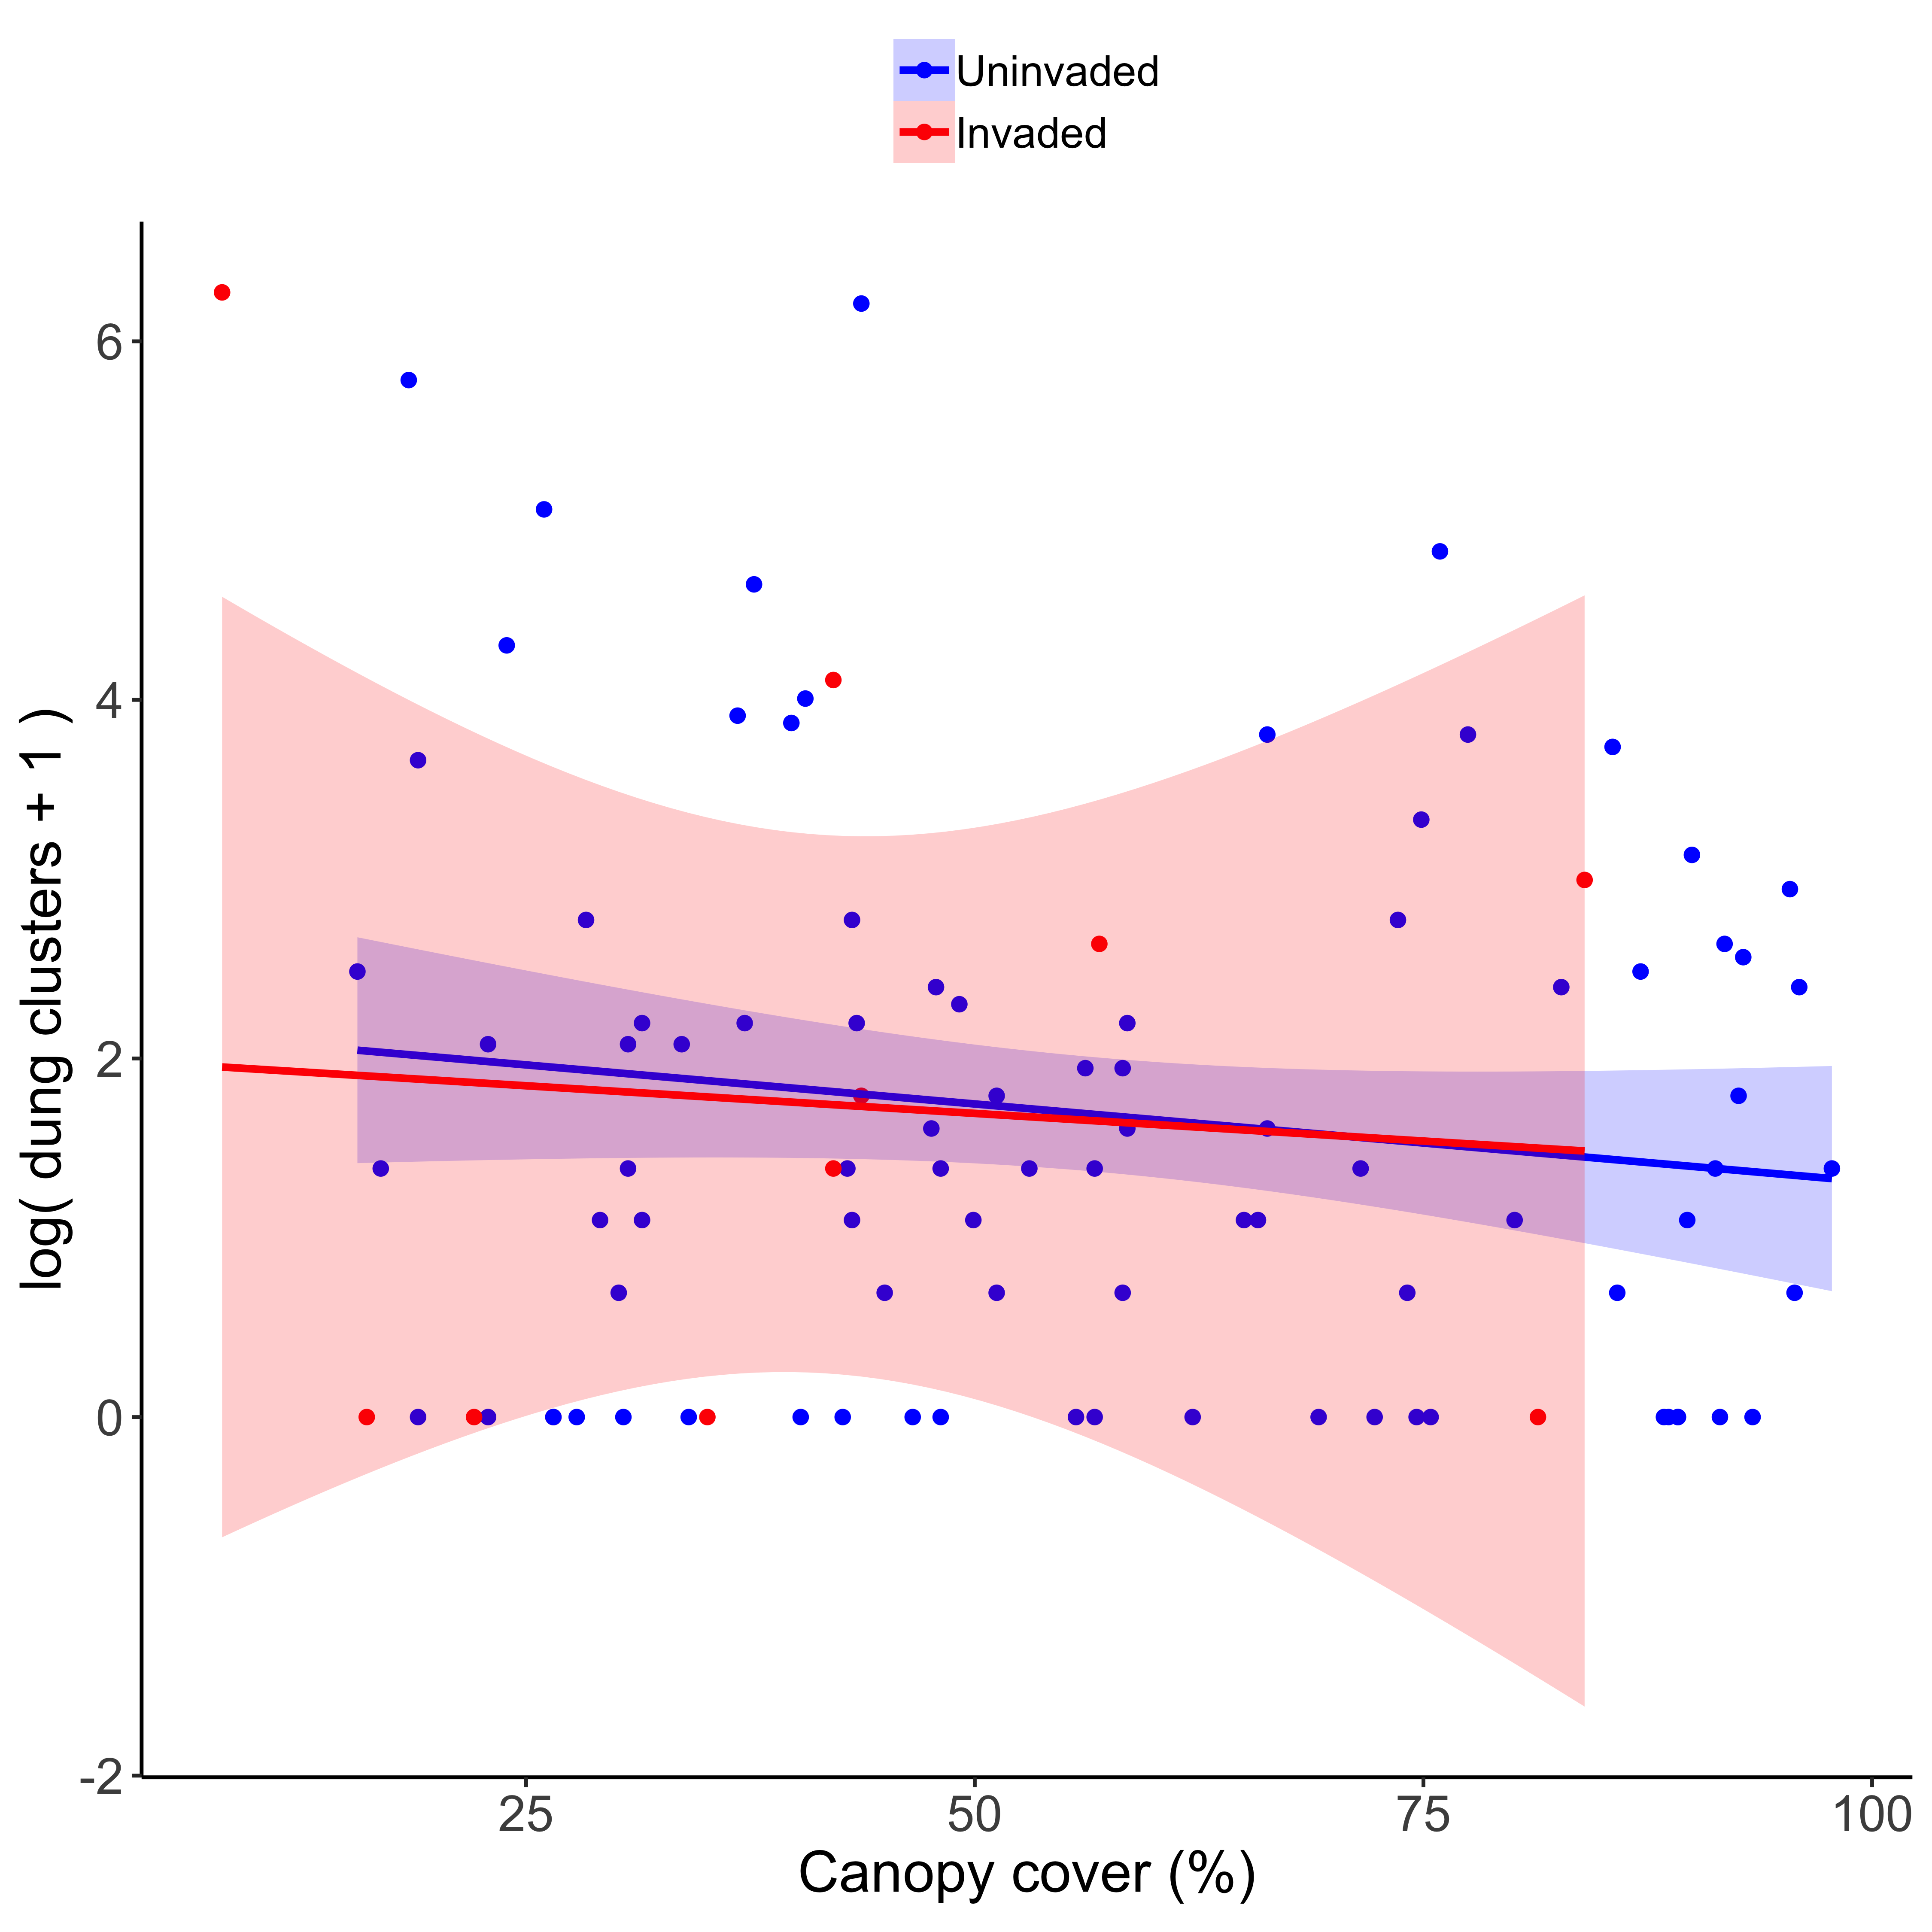 Uninvaded
Invaded
log( dung clusters + 1 )
6
4
2
0
-2
25 50 75 100
Canopy cover (%)